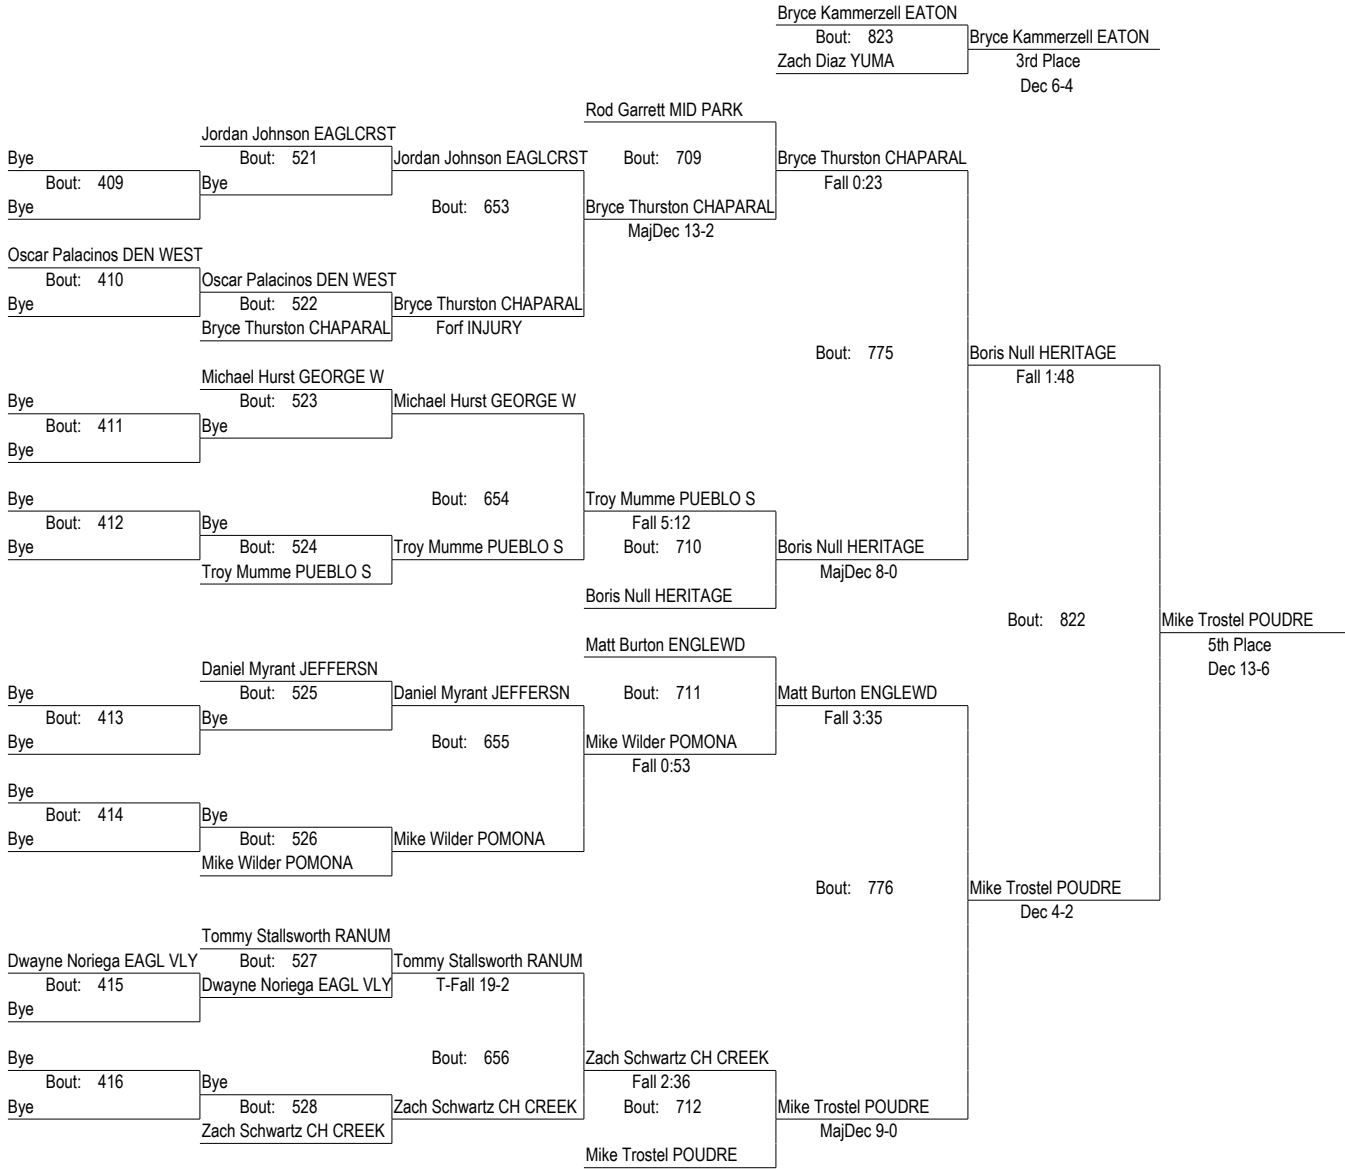 Bryce Kammerzell EATON
Bout: 823 Bryce Kammerzell EATON
Zach Diaz YUMA 3rd Place
Dec 6-4
Rod Garrett MID PARK
Jordan Johnson EAGLCRST
Bye Bout: 521 Jordan Johnson EAGLCRST Bout: 709 Bryce Thurston CHAPARAL
Bout: 409 Bye Fall 0:23
Bye Bout: 653 Bryce Thurston CHAPARAL
MajDec 13-2
Oscar Palacinos DEN WEST
Bout: 410 Oscar Palacinos DEN WEST
Bye Bout: 522 Bryce Thurston CHAPARAL
Bryce Thurston CHAPARAL Forf INJURY
Bout: 775 Boris Null HERITAGE
Michael Hurst GEORGE W Fall 1:48
Bye Bout: 523 Michael Hurst GEORGE W
Bout: 411 Bye
Bye
Bye Bout: 654 Troy Mumme PUEBLO S
Bout: 412 Bye Fall 5:12
Bye Bout: 524 Troy Mumme PUEBLO S Bout: 710 Boris Null HERITAGE
Troy Mumme PUEBLO S MajDec 8-0
Boris Null HERITAGE
Bout: 822 Mike Trostel POUDRE
Matt Burton ENGLEWD 5th Place
Daniel Myrant JEFFERSN Dec 13-6
Bye Bout: 525 Daniel Myrant JEFFERSN Bout: 711 Matt Burton ENGLEWD
Bout: 413 Bye Fall 3:35
Bye Bout: 655 Mike Wilder POMONA
Fall 0:53
Bye
Bout: 414 Bye
Bye Bout: 526 Mike Wilder POMONA
Mike Wilder POMONA
Bout: 776 Mike Trostel POUDRE
Dec 4-2
Tommy Stallsworth RANUM
Dwayne Noriega EAGL VLY Bout: 527 Tommy Stallsworth RANUM
Bout: 415 Dwayne Noriega EAGL VLY T-Fall 19-2
Bye
Bye Bout: 656 Zach Schwartz CH CREEK
Bout: 416 Bye Fall 2:36
Bye Bout: 528 Zach Schwartz CH CREEK Bout: 712 Mike Trostel POUDRE
Zach Schwartz CH CREEK MajDec 9-0
Mike Trostel POUDRE